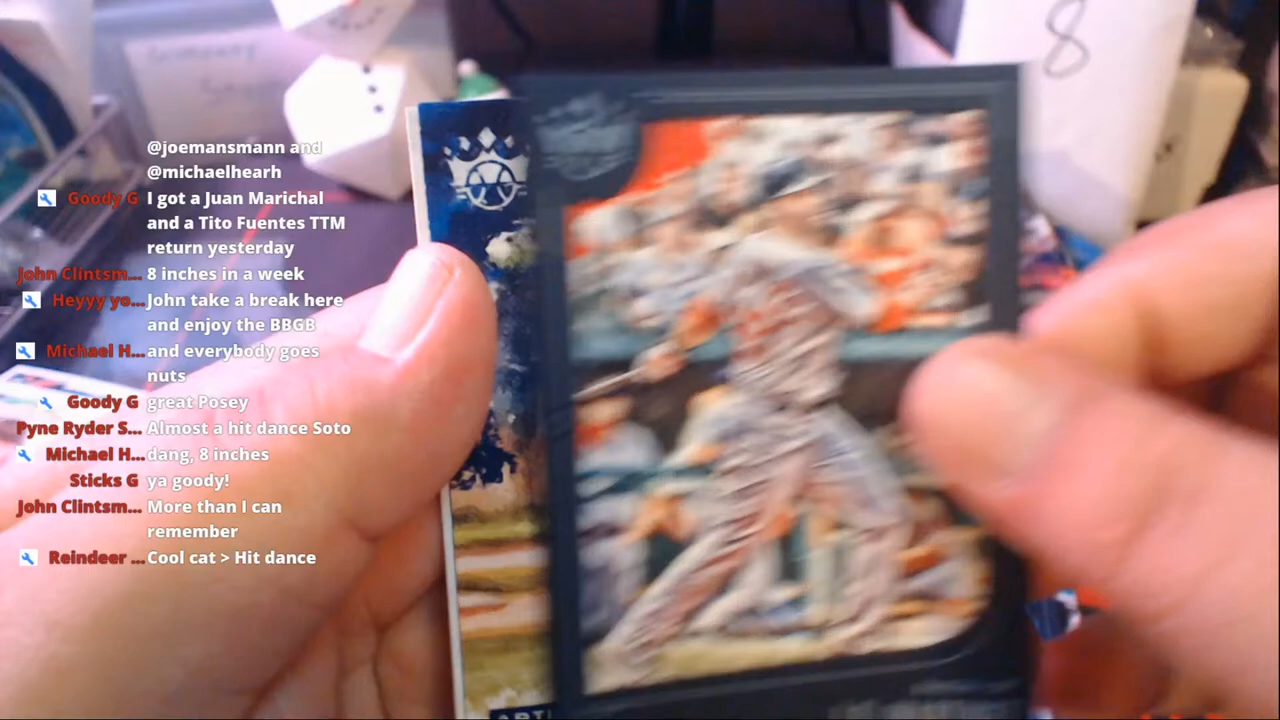 8
@joemansmann and
@michaelhearh
Goody G I got a Juan Marichal
and a Tito Fuentes TTM
return yesterday
John Clintsm... 8 inches in a week
Heyyy yo... John take a break here
and enjoy the BBGB
Michael H... and everybody goes
nuts
Goody G great Posey
Pyne Ryder S... Almost a hit dance Soto
Michael H... dang, 8 inches
Sticks G ya goody!
John Clintsm... More than I can
remember
Reindeer ... Cool cat > Hit dance